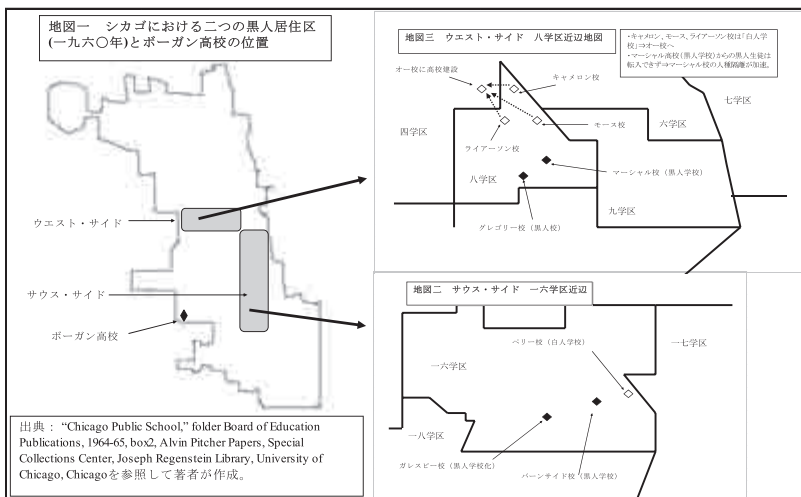 地図一　シカゴにおける二つの黒人居住区
(一九六〇年)とボーガン高校の位置
ウエスト・サイド
サウス・サイド
ボーガン高校
出典： “Chicago Public School,” folder Board of Education
Publications, 1964-65, box2, Alvin Pitcher Papers, Special
Collections Center, Joseph Regenstein Library, University of
Chicago, Chicagoを参照して著者が作成。
地図三　ウエスト・サイド　八学区近辺地図
・キャメロン、モース、ライアーソン校は「白人学
校」⇒オー校へ
・マーシャル高校(黒人学校)からの黒人生徒は
転入できず⇒マーシャル校の人種隔離が加速。
オー校に高校建設
キャメロン校
七学区
四学区
六学区
モース校
ライアーソン校
八学区
マーシャル校（黒人学校）
九学区
グレゴリー校（黒人校）
地図二　サウス・サイド　一六学区近辺
ペリー校（白人学校）
一七学区
一六学区
一八学区
ガレスピー校（黒人学校化）
バーンサイド校（黒人学校）